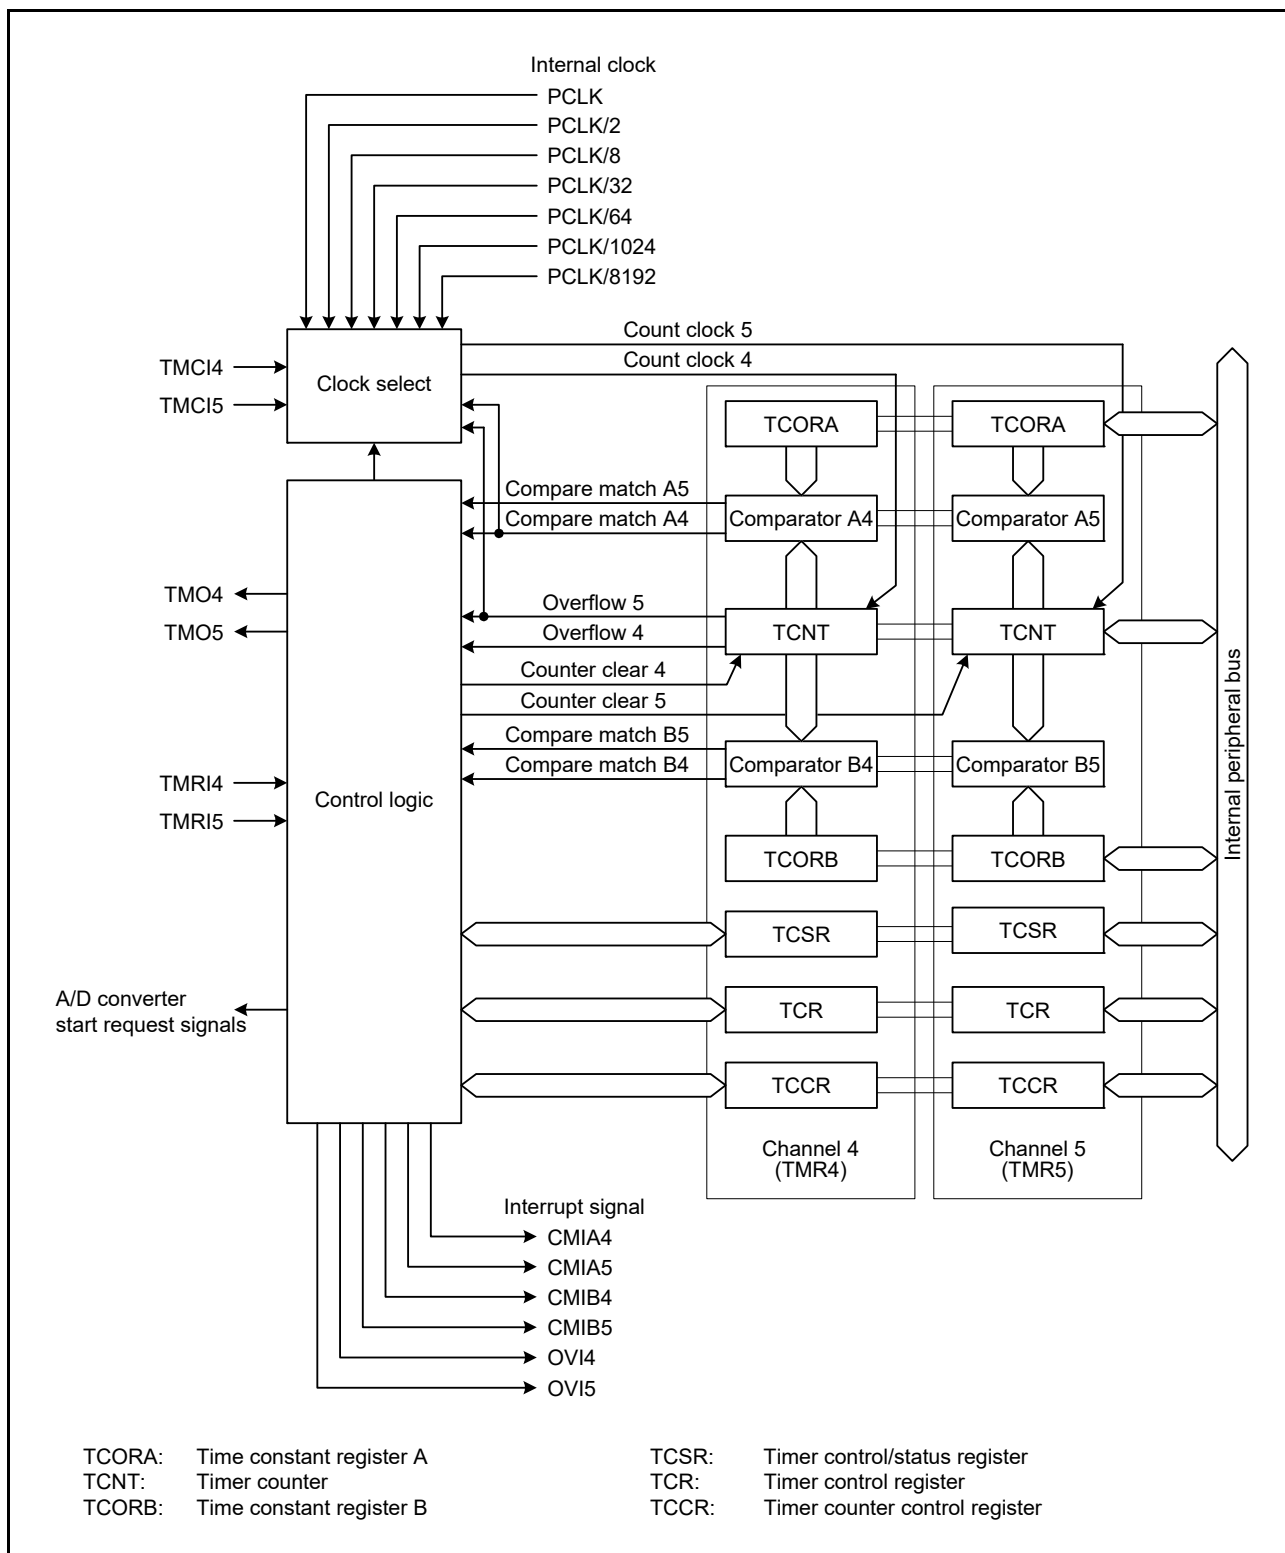 Internal clock
PCLK
PCLK/2
PCLK/8
PCLK/32
PCLK/64
PCLK/1024
PCLK/8192
Count clock 5
Count clock 4
TMCI4
TMCI5
Clock select
TCORA
TCORA
Compare match A5
Compare match A4
Comparator A4
Comparator A5
TMO4
TMO5
Overflow 5
Overflow 4
TCNT
TCNT
Counter clear 4
Counter clear 5
Compare match B5
Compare match B4
Comparator B4
Comparator B5
TMRI4
TMRI5
Control logic
TCORB
TCORB
TCSR
TCSR
A/D converter
start request signals
TCR
TCR
TCCR
TCCR
Channel 4
(TMR4)
Channel 5
(TMR5)
Internal peripheral bus
Interrupt signal
CMIA4
CMIA5
CMIB4
CMIB5
OVI4
OVI5
TCORA: Time constant register A
TCNT: Timer counter
TCORB: Time constant register B
TCSR: Timer control/status register
TCR: Timer control register
TCCR: Timer counter control register